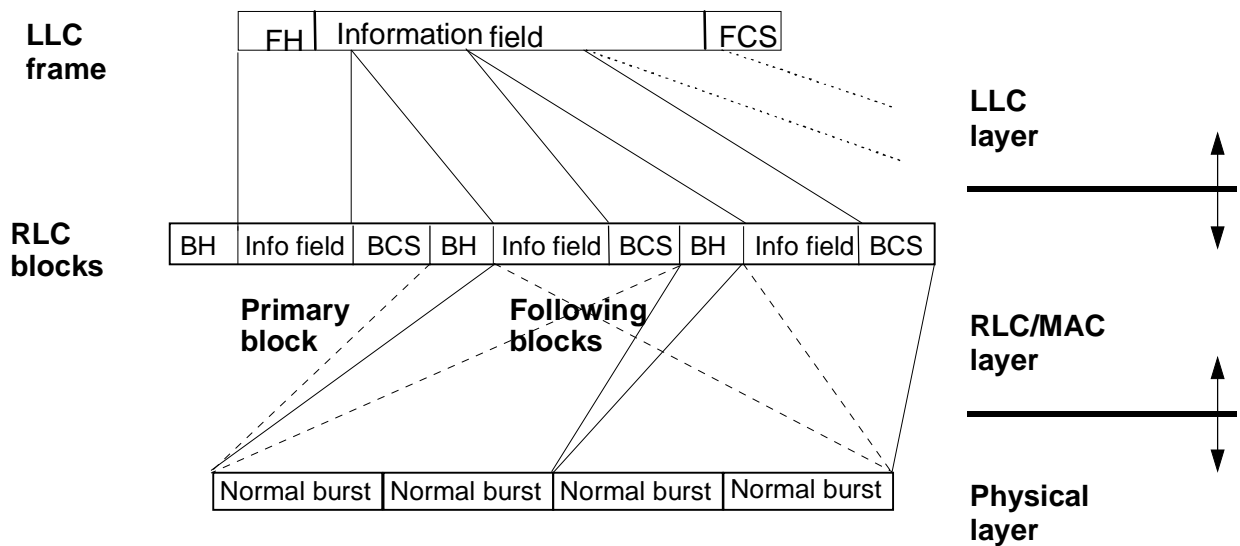 LLC
frame
FH Information field FCS
LLC
layer
RLC
blocks
BH Info field BCS BH Info field BCS BH Info field BCS
Primary
block
Following
blocks
RLC/MAC
layer
Normal burst Normal burst Normal burst Normal burst
Physical
layer